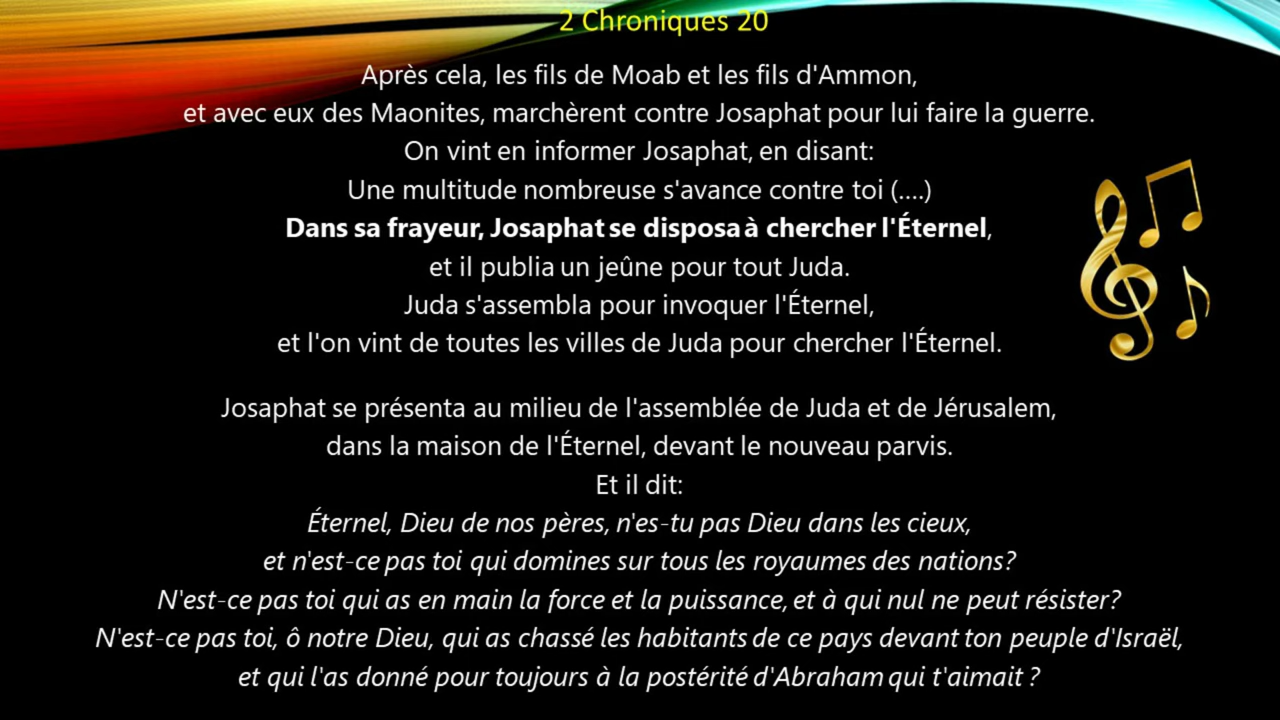 2 Chroniques 20
Après cela, les fils de Moab et les fils d'Ammon,
et avec eux des Maonites, marchèrent contre Josaphat pour lui faire la guerre.
On vint en informer Josaphat, en disant:
Une multitude nombreuse s'avance contre toi (....)
Dans sa frayeur, Josaphat se disposa à chercher l'Éternel,
et il publia un jeûne pour tout Juda.
Juda s'assembla pour invoquer l'Éternel,
et l'on vint de toutes les villes de Juda pour chercher l'Éternel.
Josaphat se présenta au milieu de l'assemblée de Juda et de Jérusalem,
dans la maison de l'Éternel, devant le nouveau parvis.
Et il dit:
Éternel, Dieu de nos pères, n'es-tu pas Dieu dans les cieux,
et n'est-ce pas toi qui domines sur tous les royaumes des nations?
N'est-ce pas toi qui as en main la force et la puissance, et à qui nul ne peut résister?
N'est-ce pas toi, ô notre Dieu, qui as chassé les habitants de ce pays devant ton peuple d'Israël,
et qui l'as donné pour toujours à la postérité d'Abraham qui t'aimait ?